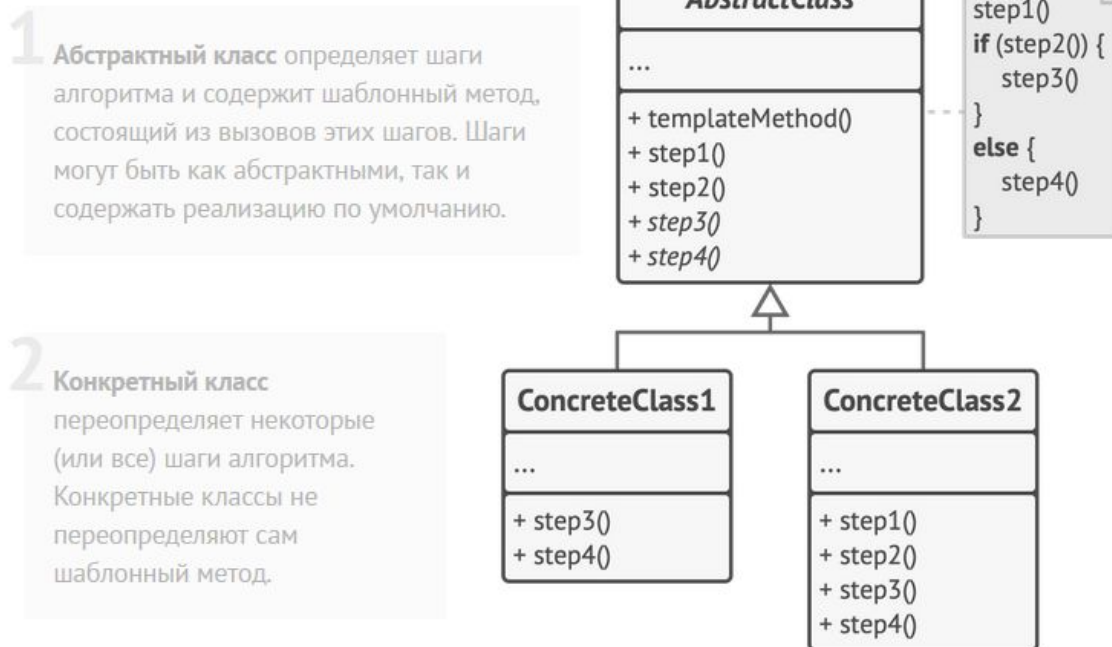 1
Абстрактный класс определяет шаги
алгоритма и содержит шаблонный метод,
состоящий из вызовов этих шагов. Шаги
могут быть как абстрактными, так и
содержать реализацию по умолчанию.
AbstractClass
...
+ templateMethod()
+ step1()
+ step2()
+ step3()
+ step4()
step1()
if (step2()) {
step3()
}
else {
step4()
}
2
Конкретный класс
переопределяет некоторые
(или все) шаги алгоритма.
Конкретные классы не
переопределяют сам
шаблонный метод.
ConcreteClass1
...
+ step3()
+ step4()
ConcreteClass2
...
+ step1()
+ step2()
+ step3()
+ step4()